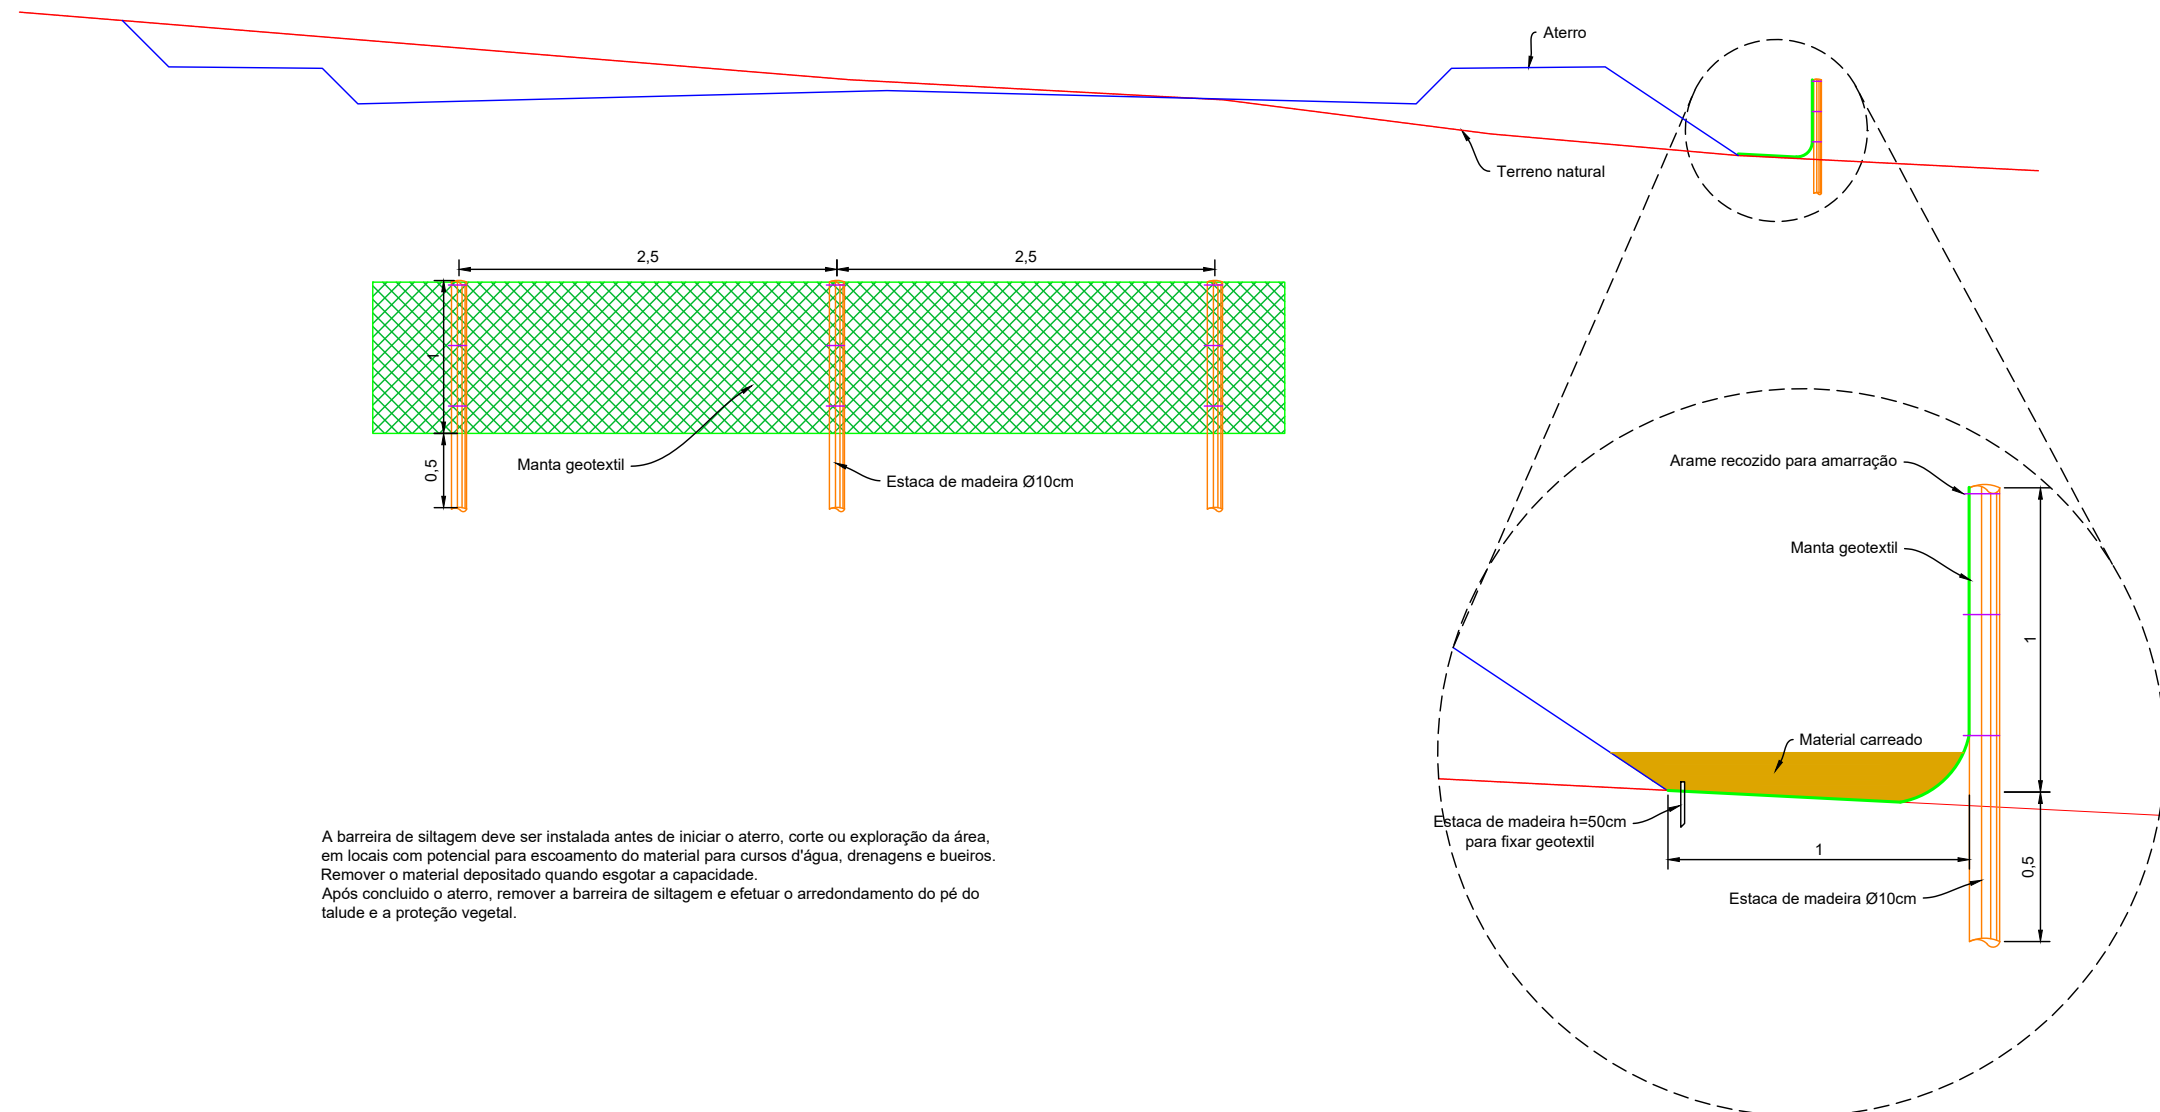 Aterro
Terreno natural
2,5
2,5
1
0,5
Manta geotextil
Estaca de madeira Ø10cm
Arame recozido para amarração
Manta geotextil
1
Material carreado
Estaca de madeira h=50cm
para fixar geotextil
1
0,5
Estaca de madeira Ø10cm
A barreira de siltagem deve ser instalada antes de iniciar o aterro, corte ou exploração da área,
em locais com potencial para escoamento do material para cursos d'água, drenagens e bueiros.
Remover o material depositado quando esgotar a capacidade.
Após concluido o aterro, remover a barreira de siltagem e efetuar o arredondamento do pé do
talude e a proteção vegetal.